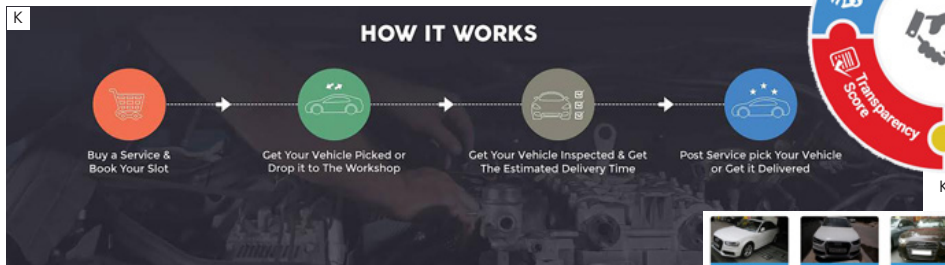 K
HOW IT WORKS
Buy a Service &
Book Your Slot
Get Your Vehicle Picked or
Drop it to The Workshop
Get Your Vehicle Inspected & Get
The Estimated Delivery Time
Post Service pick Your Vehicle
or Get it Delivered
Transparency
Score